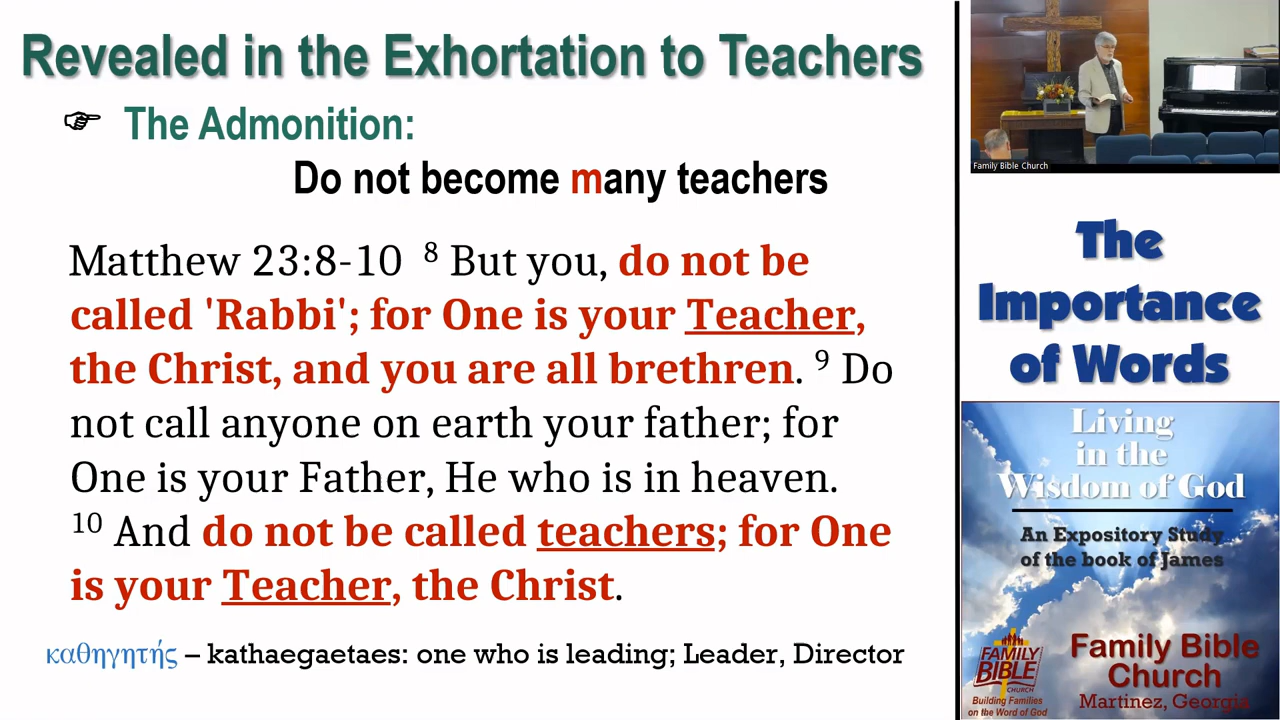 Revealed in the Exhortation to Teachers
☞ The Admonition:
Do not become many teachers
Matthew 23:8-10 ⁸ But you, do not be
called 'Rabbi'; for One is your Teacher,
the Christ, and you are all brethren. ⁹ Do
not call anyone on earth your father; for
One is your Father, He who is in heaven.
¹⁰ And do not be called teachers; for One
is your Teacher, the Christ.
καθηγητής – kathaegaetaes: one who is leading; Leader, Director
Family Bible Church
The
Importance
of Words
Living
in the
Wisdom of God
An Expository Study
of the book of James
FAMILY
BIBLE
CHURCH
Building Families
on the Word of God
Family Bible
Church
Martinez, Georgia